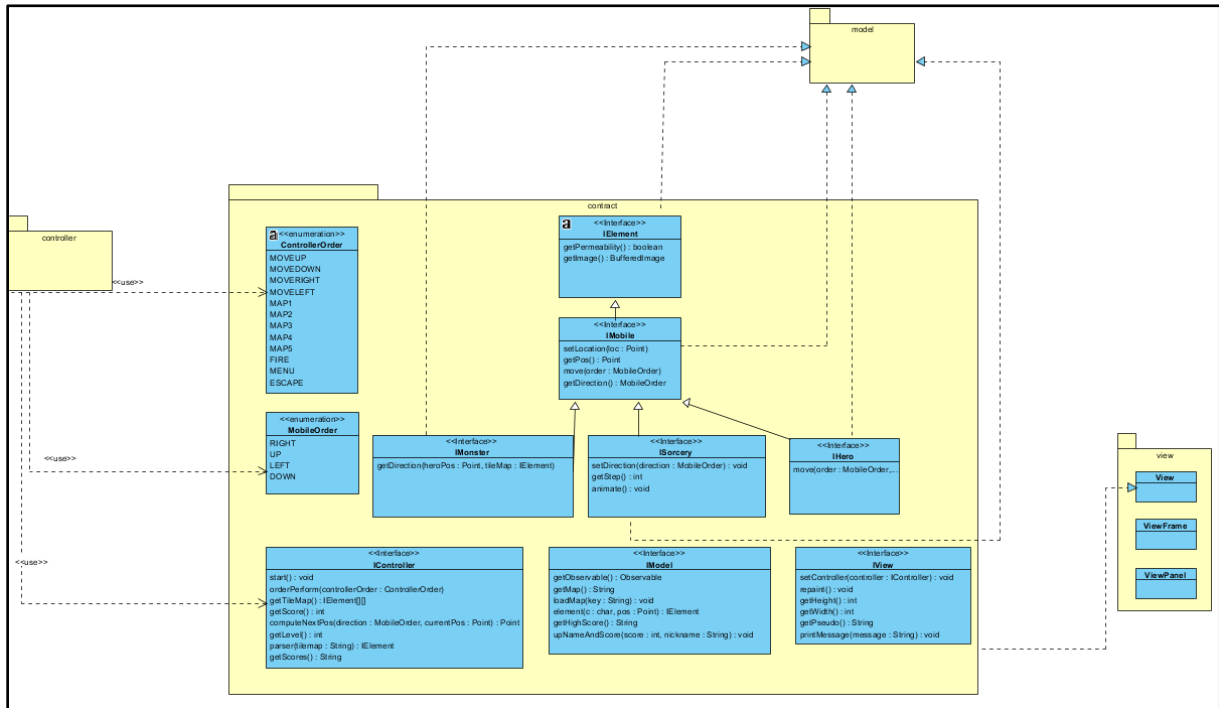 model
contract
controller
<<use>>
a
<<enumeration>>
ControllerOrder
MOVEUP
MOVEDOWN
MOVERIGHT
MOVELEFT
MAP1
MAP2
MAP3
MAP4
MAP5
FIRE
MENU
ESCAPE
a
<<Interface>>
IElement
getPermeability() : boolean
getImage() : BufferedImage
<<Interface>>
IMobile
setLocation(loc : Point)
getPos() : Point
move(order : MobileOrder)
getDirection() : MobileOrder
<<enumeration>>
MobileOrder
RIGHT
UP
LEFT
DOWN
<<use>>
<<Interface>>
IMonster
getDirection(heroPos : Point, tileMap : IElement)
<<Interface>>
ISorcery
setDirection(direction : MobileOrder) : void
getStep() : int
animate() : void
<<Interface>>
IHero
move(order : MobileOrder,...
view
View
ViewFrame
ViewPanel
<<use>>
<<Interface>>
IController
start() : void
orderPerform(controllerOrder : ControllerOrder)
getTileMap() : IElement[][]
getScore() : int
computeNextPos(direction : MobileOrder, currentPos : Point) : Point
getLevel() : int
parser(tilemap : String) : IElement
getScores() : String
<<Interface>>
IModel
getObservable() : Observable
getMap() : String
loadMap(key : String) : void
element(c : char, pos : Point) : IElement
getHighScore() : String
upNameAndScore(score : int, nickname : String) : void
<<Interface>>
IView
setController(controller : IController) : void
repaint() : void
getHeight() : int
getWidth() : int
getPseudo() : String
printMessage(message : String) : void